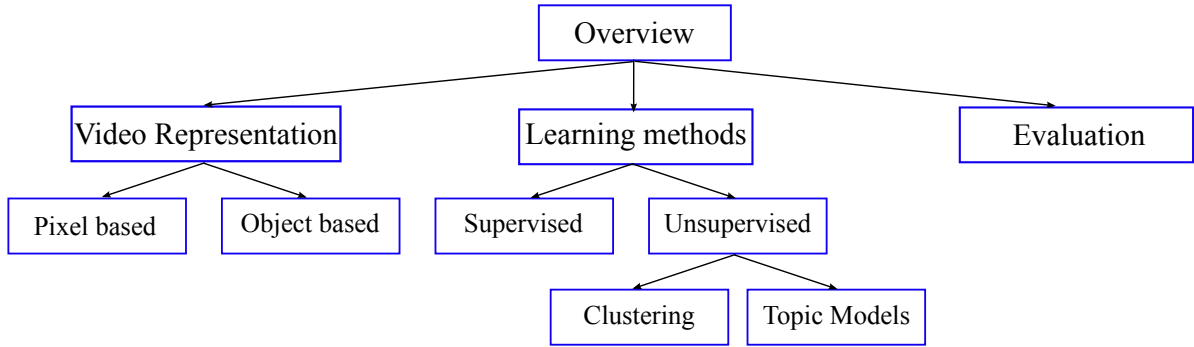 Overview
Video Representation
Learning methods
Evaluation
Pixel based
Object based
Supervised
Unsupervised
Clustering
Topic Models